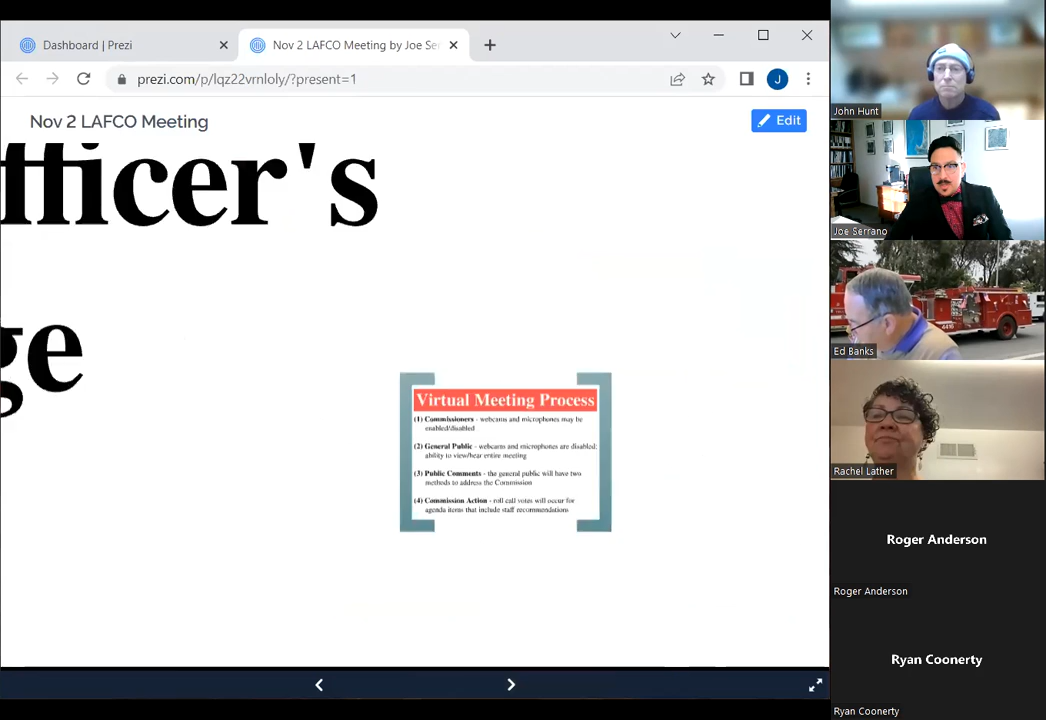 Dashboard | Prezi
Nov 2 LAFCO Meeting by Joe Ser
prezi.com/p/lqz22vrnloly/?present=1
J
Nov 2 LAFCO Meeting
Edit
fficer's
ge
Virtual Meeting Process
(1) Commissioners - webcams and microphones may be
enabled/disabled
(2) General Public - webcams and microphones are disabled;
ability to view/hear entire meeting
(3) Public Comments - the general public will have two
methods to address the Commission
(4) Commission Action - roll call votes will occur for
agenda items that include staff recommendations
John Hunt
Joe Serrano
Ed Banks
4416
Rachel Lather
Roger Anderson
Roger Anderson
Ryan Coonerty
Ryan Coonerty